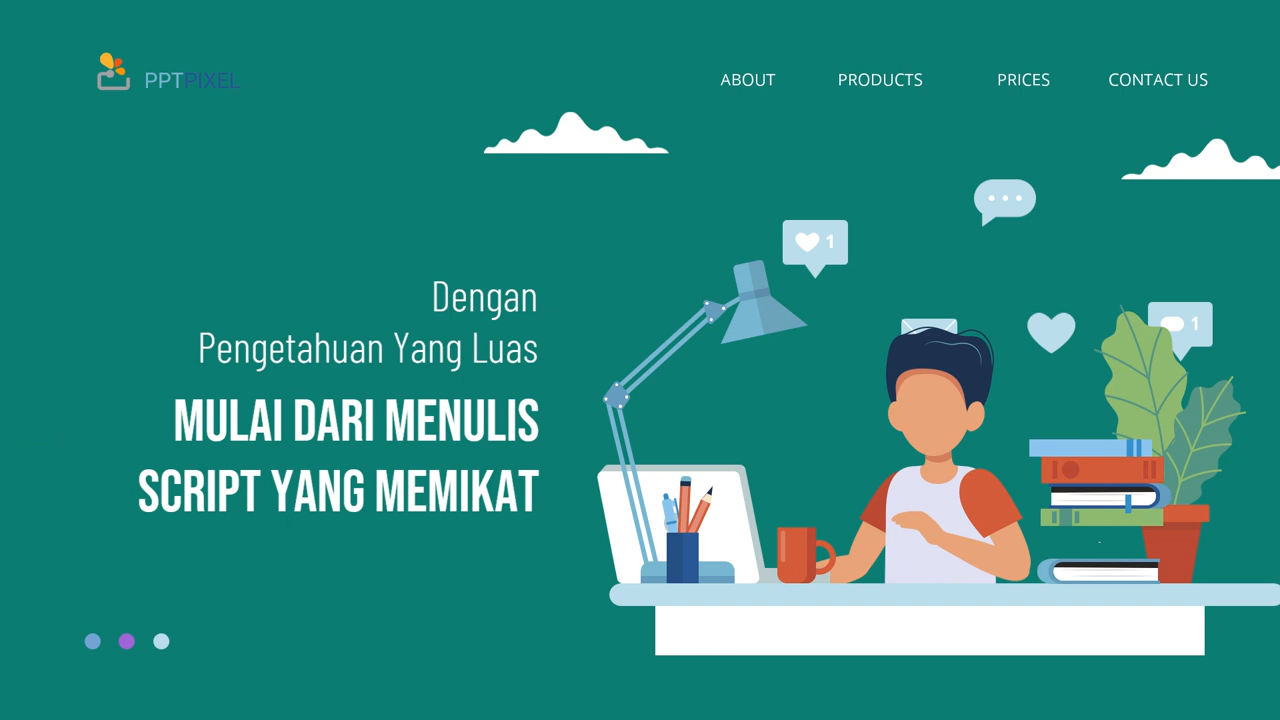 PPTPIXEL
ABOUT PRODUCTS PRICES CONTACT US
1
1
Dengan
Pengetahuan Yang Luas
MULAI DARI MENULIS
SCRIPT YANG MEMIKAT